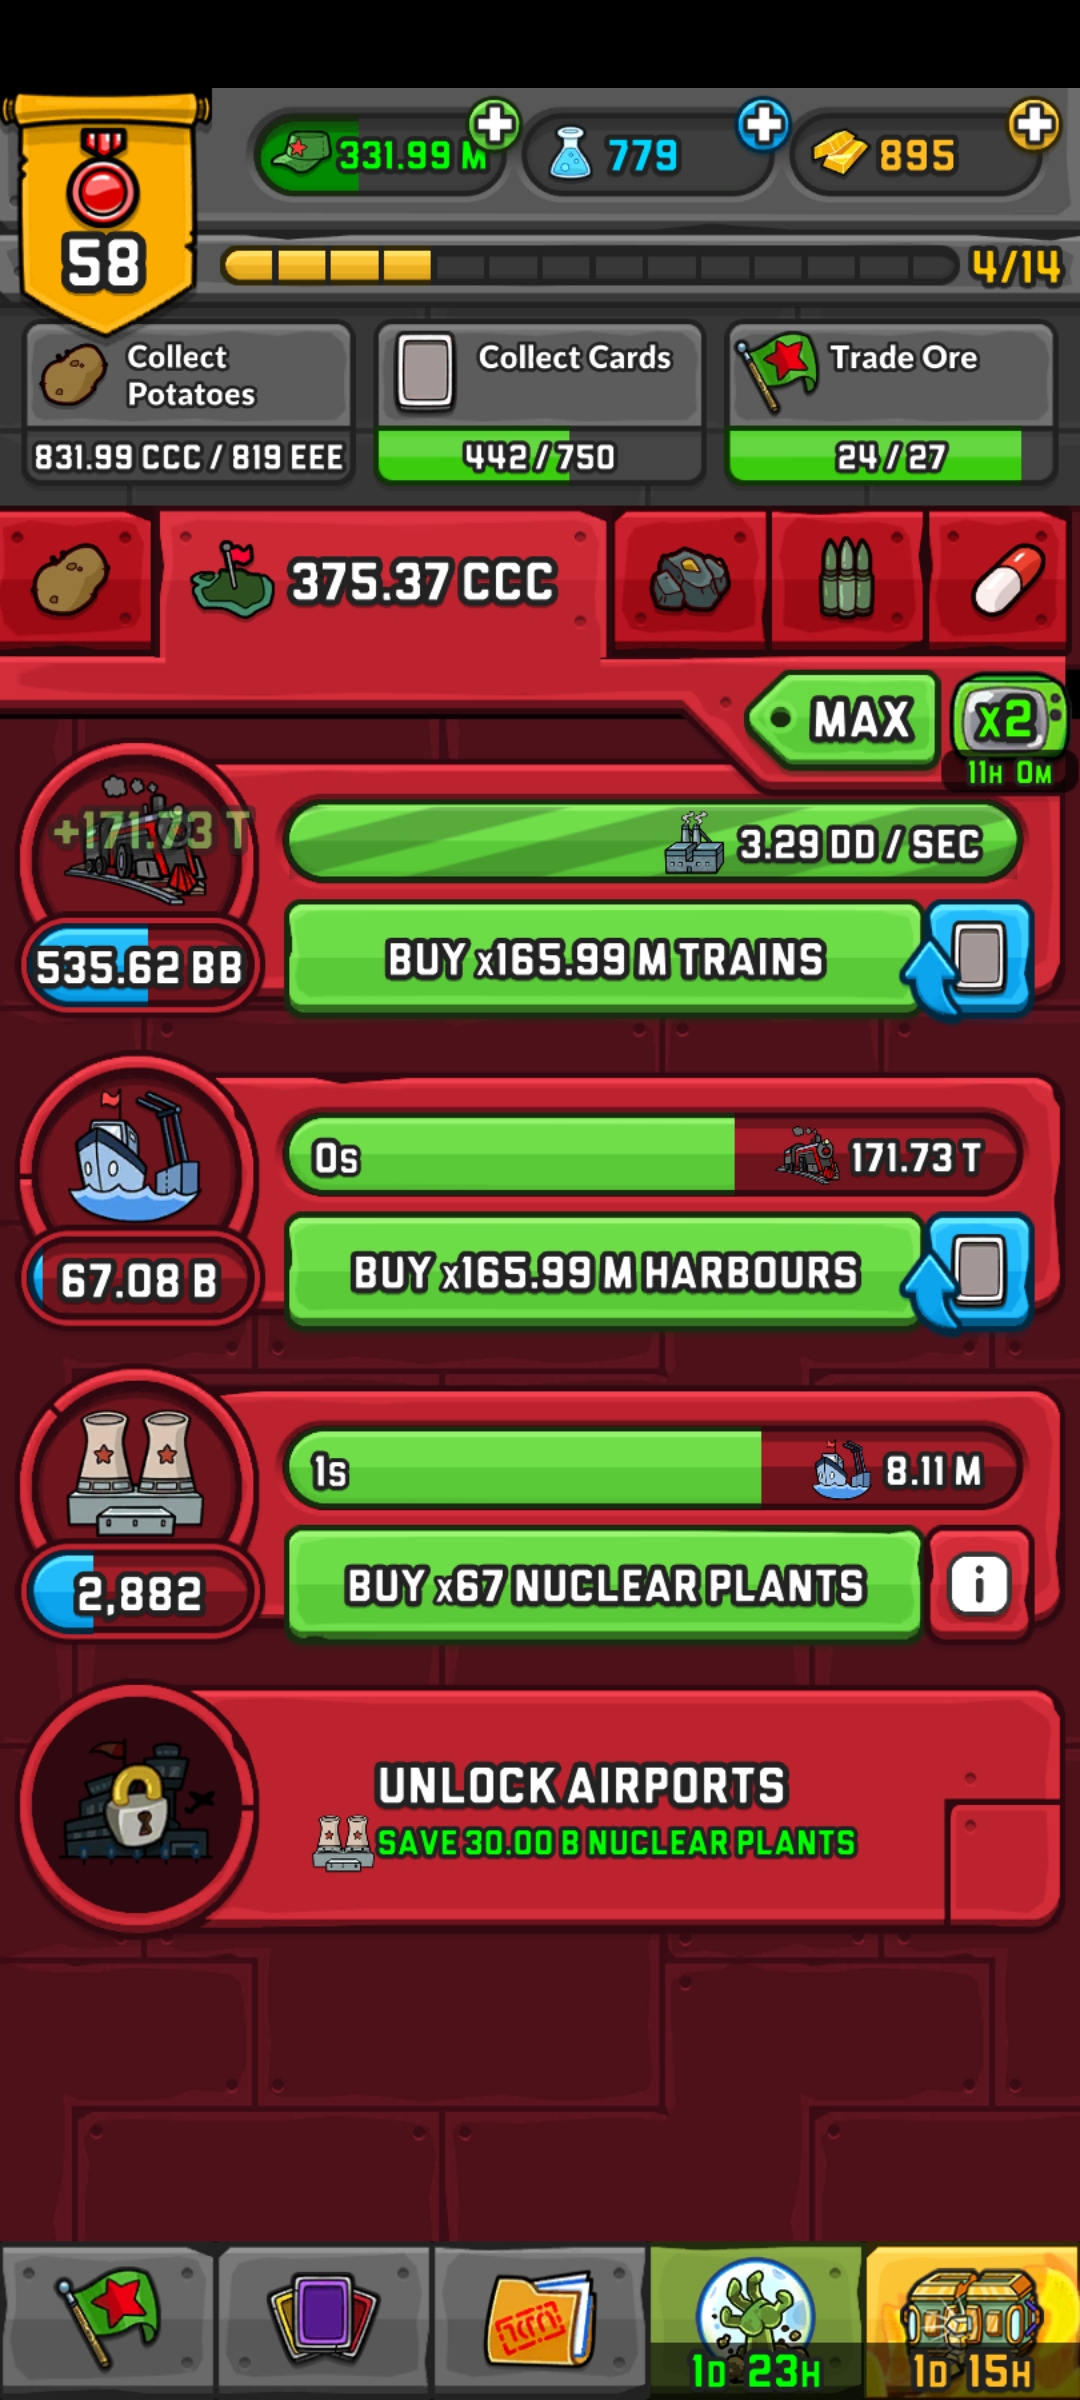 58
331.99 M
779
895
4/14
Collect
Potatoes
831.99 CCC / 819 EEE
Collect Cards
442/750
Trade Ore
24/27
375.37 CCC
MAX
x2
11H 0M
+171.73 T
3.29 DD / SEC
535.62 BB
BUY x165.99 M TRAINS
0s
171.73 T
67.08 B
BUY x165.99 M HARBOURS
1s
8.11 M
2,882
BUY x67 NUCLEAR PLANTS
i
UNLOCK AIRPORTS
SAVE 30.00 B NUCLEAR PLANTS
1D 23H
1D 15H